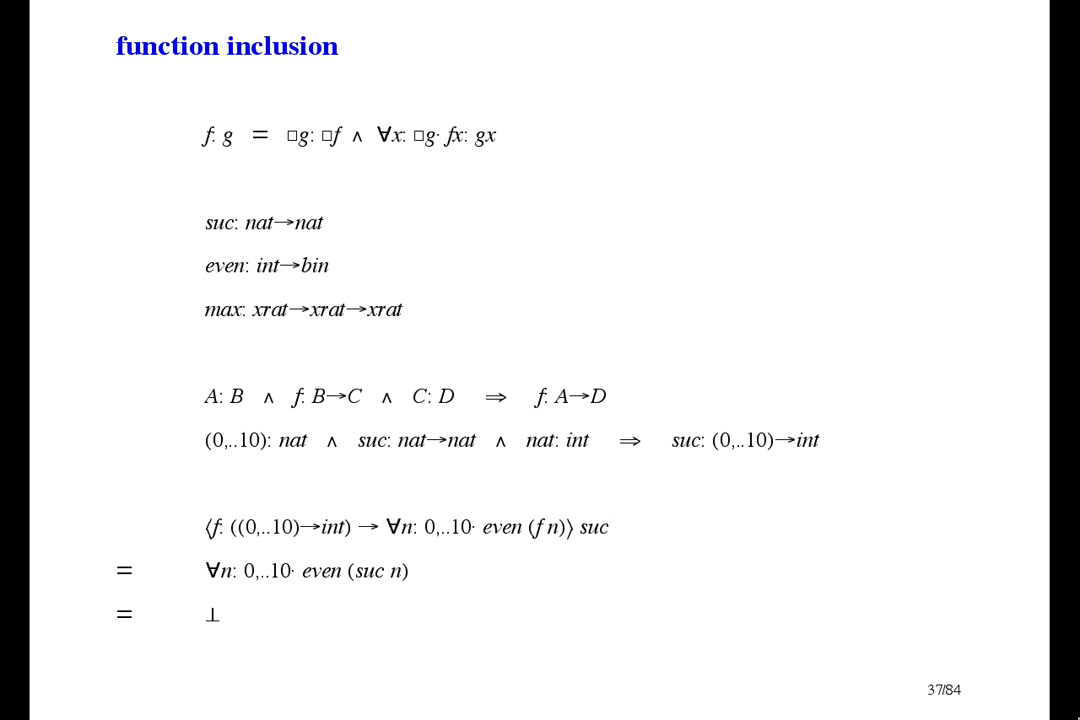 function inclusion
f: g = □g: □f ∧ ∀x: □g· fx: gx
suc: nat→nat
even: int→bin
max: xrat→xrat→xrat
A: B ∧ f: B→C ∧ C: D ⇒ f: A→D
(0,..10): nat ∧ suc: nat→nat ∧ nat: int ⇒ suc: (0,..10)→int
⟨f: ((0,..10)→int) → ∀n: 0,..10· even (f n)⟩ suc
= ∀n: 0,..10· even (suc n)
= ⊥
37/84